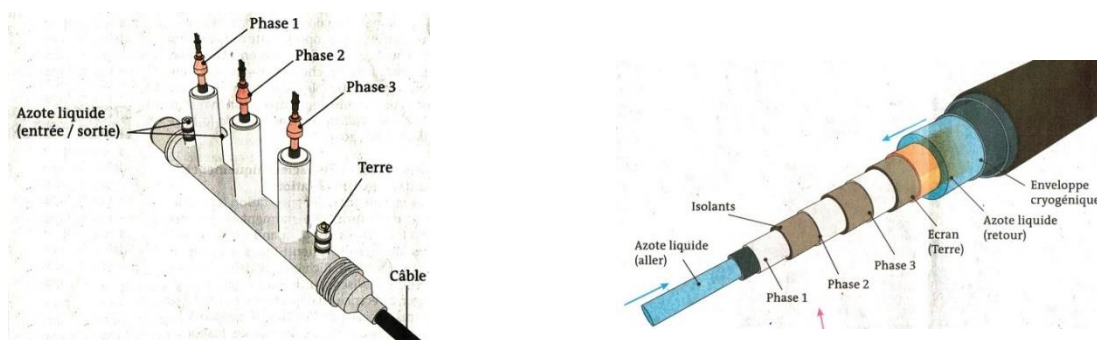 Phase 1
Phase 2
Phase 3
Azote liquide
(entrée / sortie)
Terre
Câble
Isolants
Azote liquide
(aller)
Phase 1
Phase 2
Phase 3
Ecran
(Terre)
Azote liquide
(retour)
Enveloppe
cryogénique